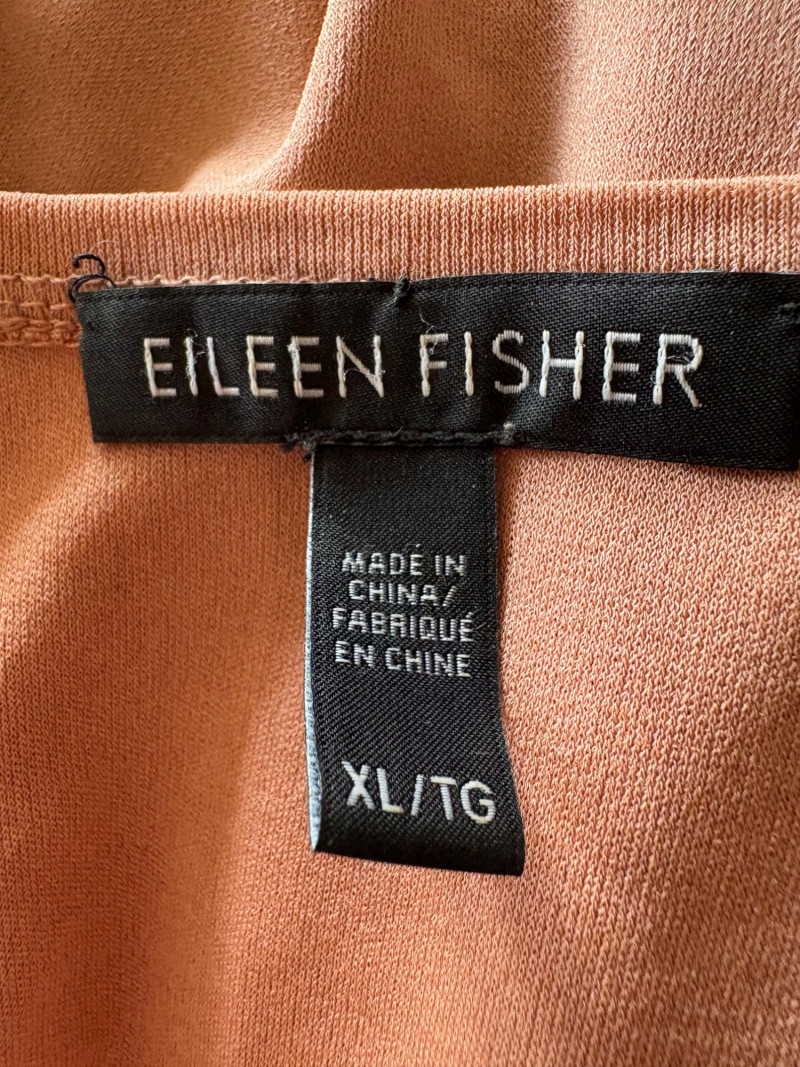 EILEEN FISHER
MADE IN
CHINA/
FABRIQUÉ
EN CHINE
XL/TG